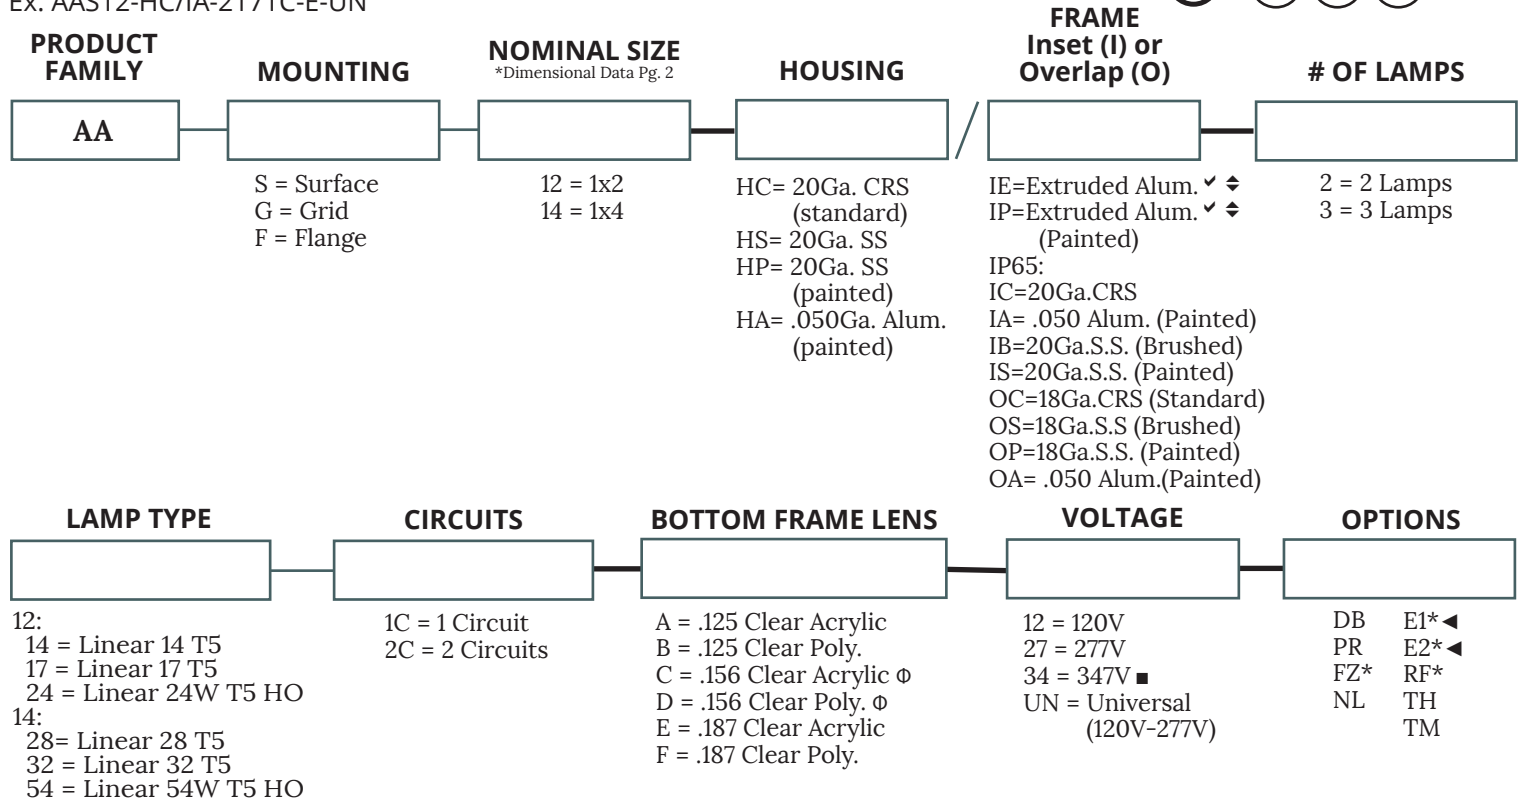 Ex. AAS12-HC/IA-2171C-E-UN
PRODUCT
FAMILY
AA
MOUNTING
S = Surface
G = Grid
F = Flange
NOMINAL SIZE
*Dimensional Data Pg. 2
12 = 1x2
14 = 1x4
HOUSING
HC= 20Ga. CRS
(standard)
HS= 20Ga. SS
HP= 20Ga. SS
(painted)
HA= .050Ga. Alum.
(painted)
/
FRAME
Inset (I) or
Overlap (O)
IE=Extruded Alum.
IP=Extruded Alum.
(Painted)
IP65:
IC=20Ga.CRS
IA= .050 Alum. (Painted)
IB=20Ga.S.S. (Brushed)
IS=20Ga.S.S. (Painted)
OC=18Ga.CRS (Standard)
OS=18Ga.S.S (Brushed)
OP=18Ga.S.S. (Painted)
OA= .050 Alum.(Painted)
# OF LAMPS
2 = 2 Lamps
3 = 3 Lamps
LAMP TYPE
12:
14 = Linear 14 T5
17 = Linear 17 T5
24 = Linear 24W T5 HO
14:
28= Linear 28 T5
32 = Linear 32 T5
54 = Linear 54W T5 HO
CIRCUITS
1C = 1 Circuit
2C = 2 Circuits
BOTTOM FRAME LENS
A = .125 Clear Acrylic
B = .125 Clear Poly.
C = .156 Clear Acrylic Φ
D = .156 Clear Poly. Φ
E = .187 Clear Acrylic
F = .187 Clear Poly.
VOLTAGE
12 = 120V
27 = 277V
34 = 347V ■
UN = Universal
(120V-277V)
OPTIONS
DB E1*◄
PR E2*◄
FZ* RF*
NL TH
TM